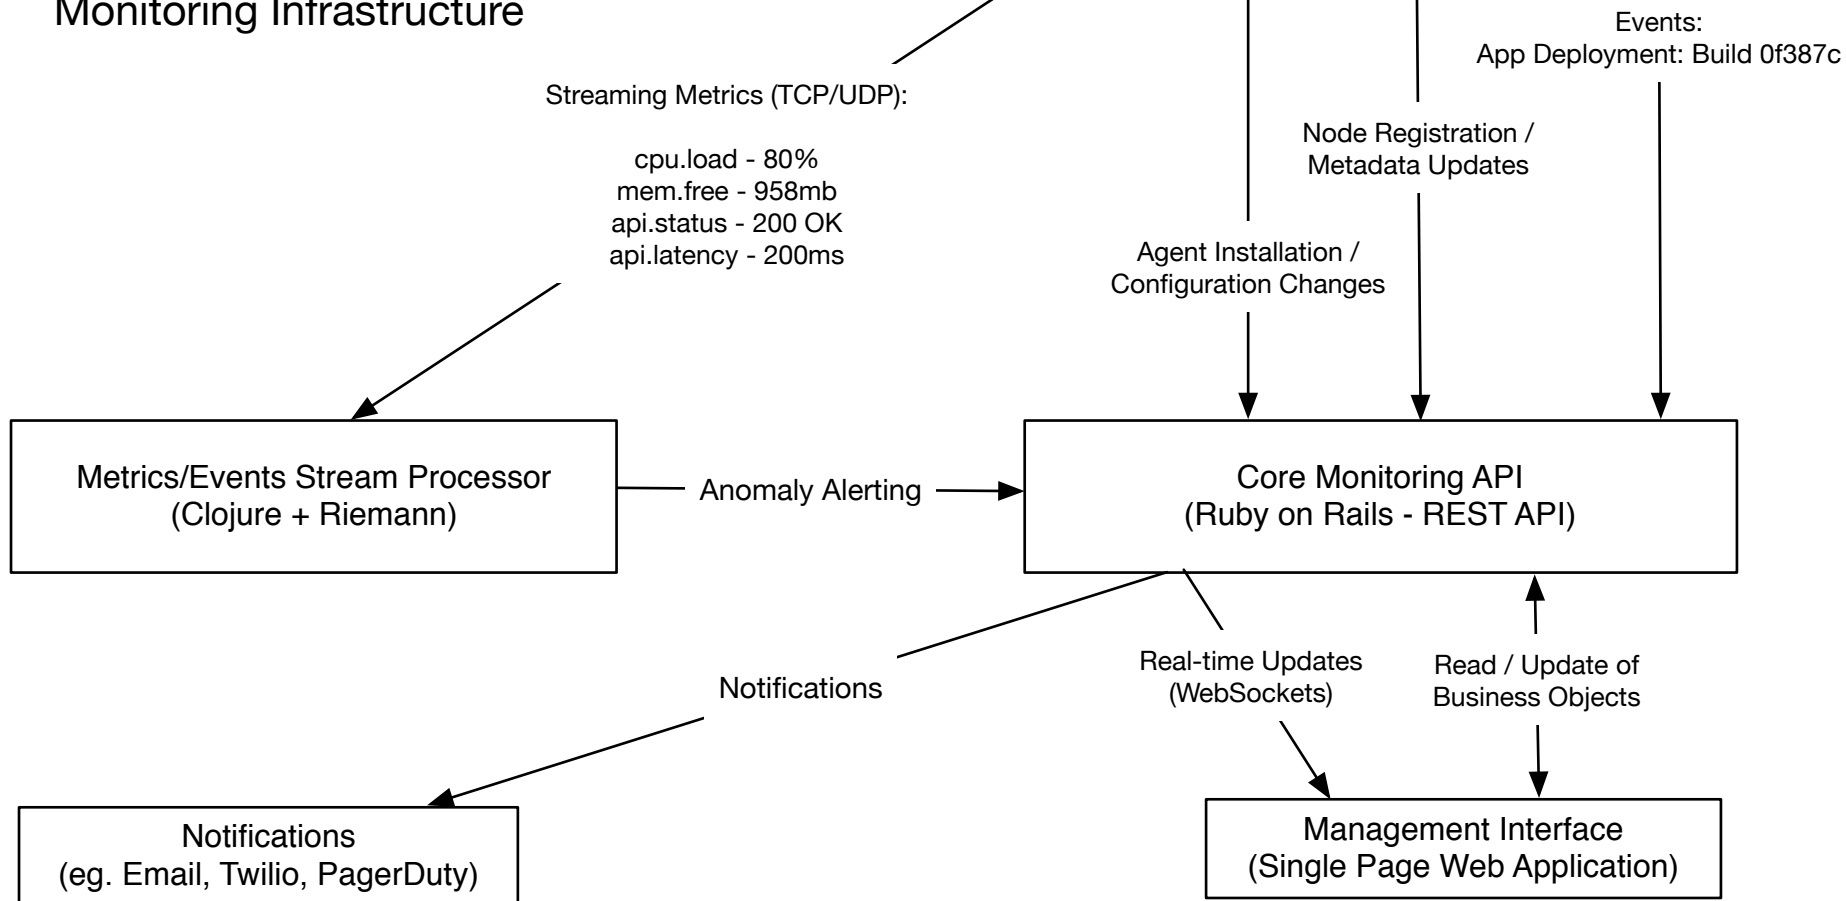 Monitoring Infrastructure
Events:
App Deployment: Build 0f387c
Streaming Metrics (TCP/UDP):
cpu.load - 80%
mem.free - 958mb
api.status - 200 OK
api.latency - 200ms
Node Registration /
Metadata Updates
Agent Installation /
Configuration Changes
Metrics/Events Stream Processor
(Clojure + Riemann)
Anomaly Alerting
Core Monitoring API
(Ruby on Rails - REST API)
Notifications
Real-time Updates
(WebSockets)
Read / Update of
Business Objects
Notifications
(eg. Email, Twilio, PagerDuty)
Management Interface
(Single Page Web Application)